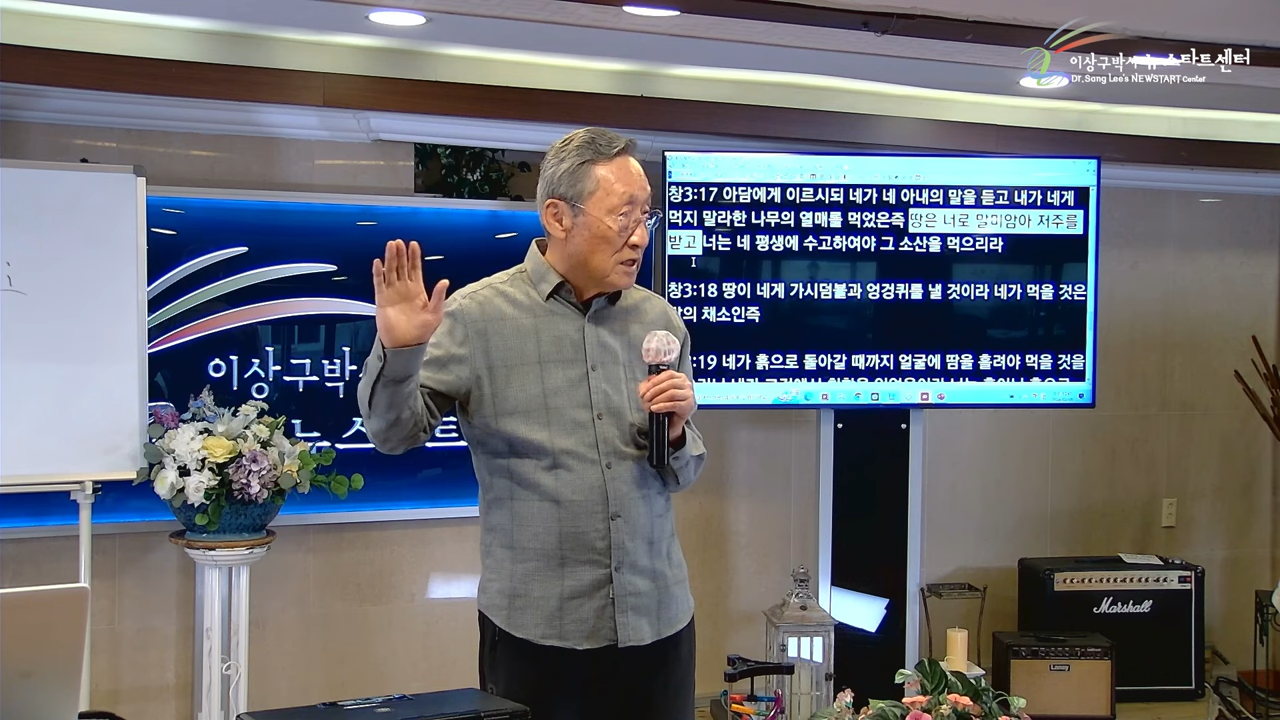 이상구박사 뉴스타트센터
Dr. Sang Lee's NEWSTART Center
창3:17 아담에게 이르시되 네가 네 아내의 말을 듣고 내가 네게
먹지 말라한 나무의 열매를 먹었은즉 땅은 너로 말미암아 저주를
받고 너는 네 평생에 수고하여야 그 소산을 먹으리라
창3:18 땅이 네게 가시덤불과 엉겅퀴를 낼 것이라 네가 먹을 것은
채소인즉
:19 네가 흙으로 돌아갈 때까지 얼굴에 땀을 흘려야 먹을 것을
이상구박
뉴스타트
Marshall
Laney